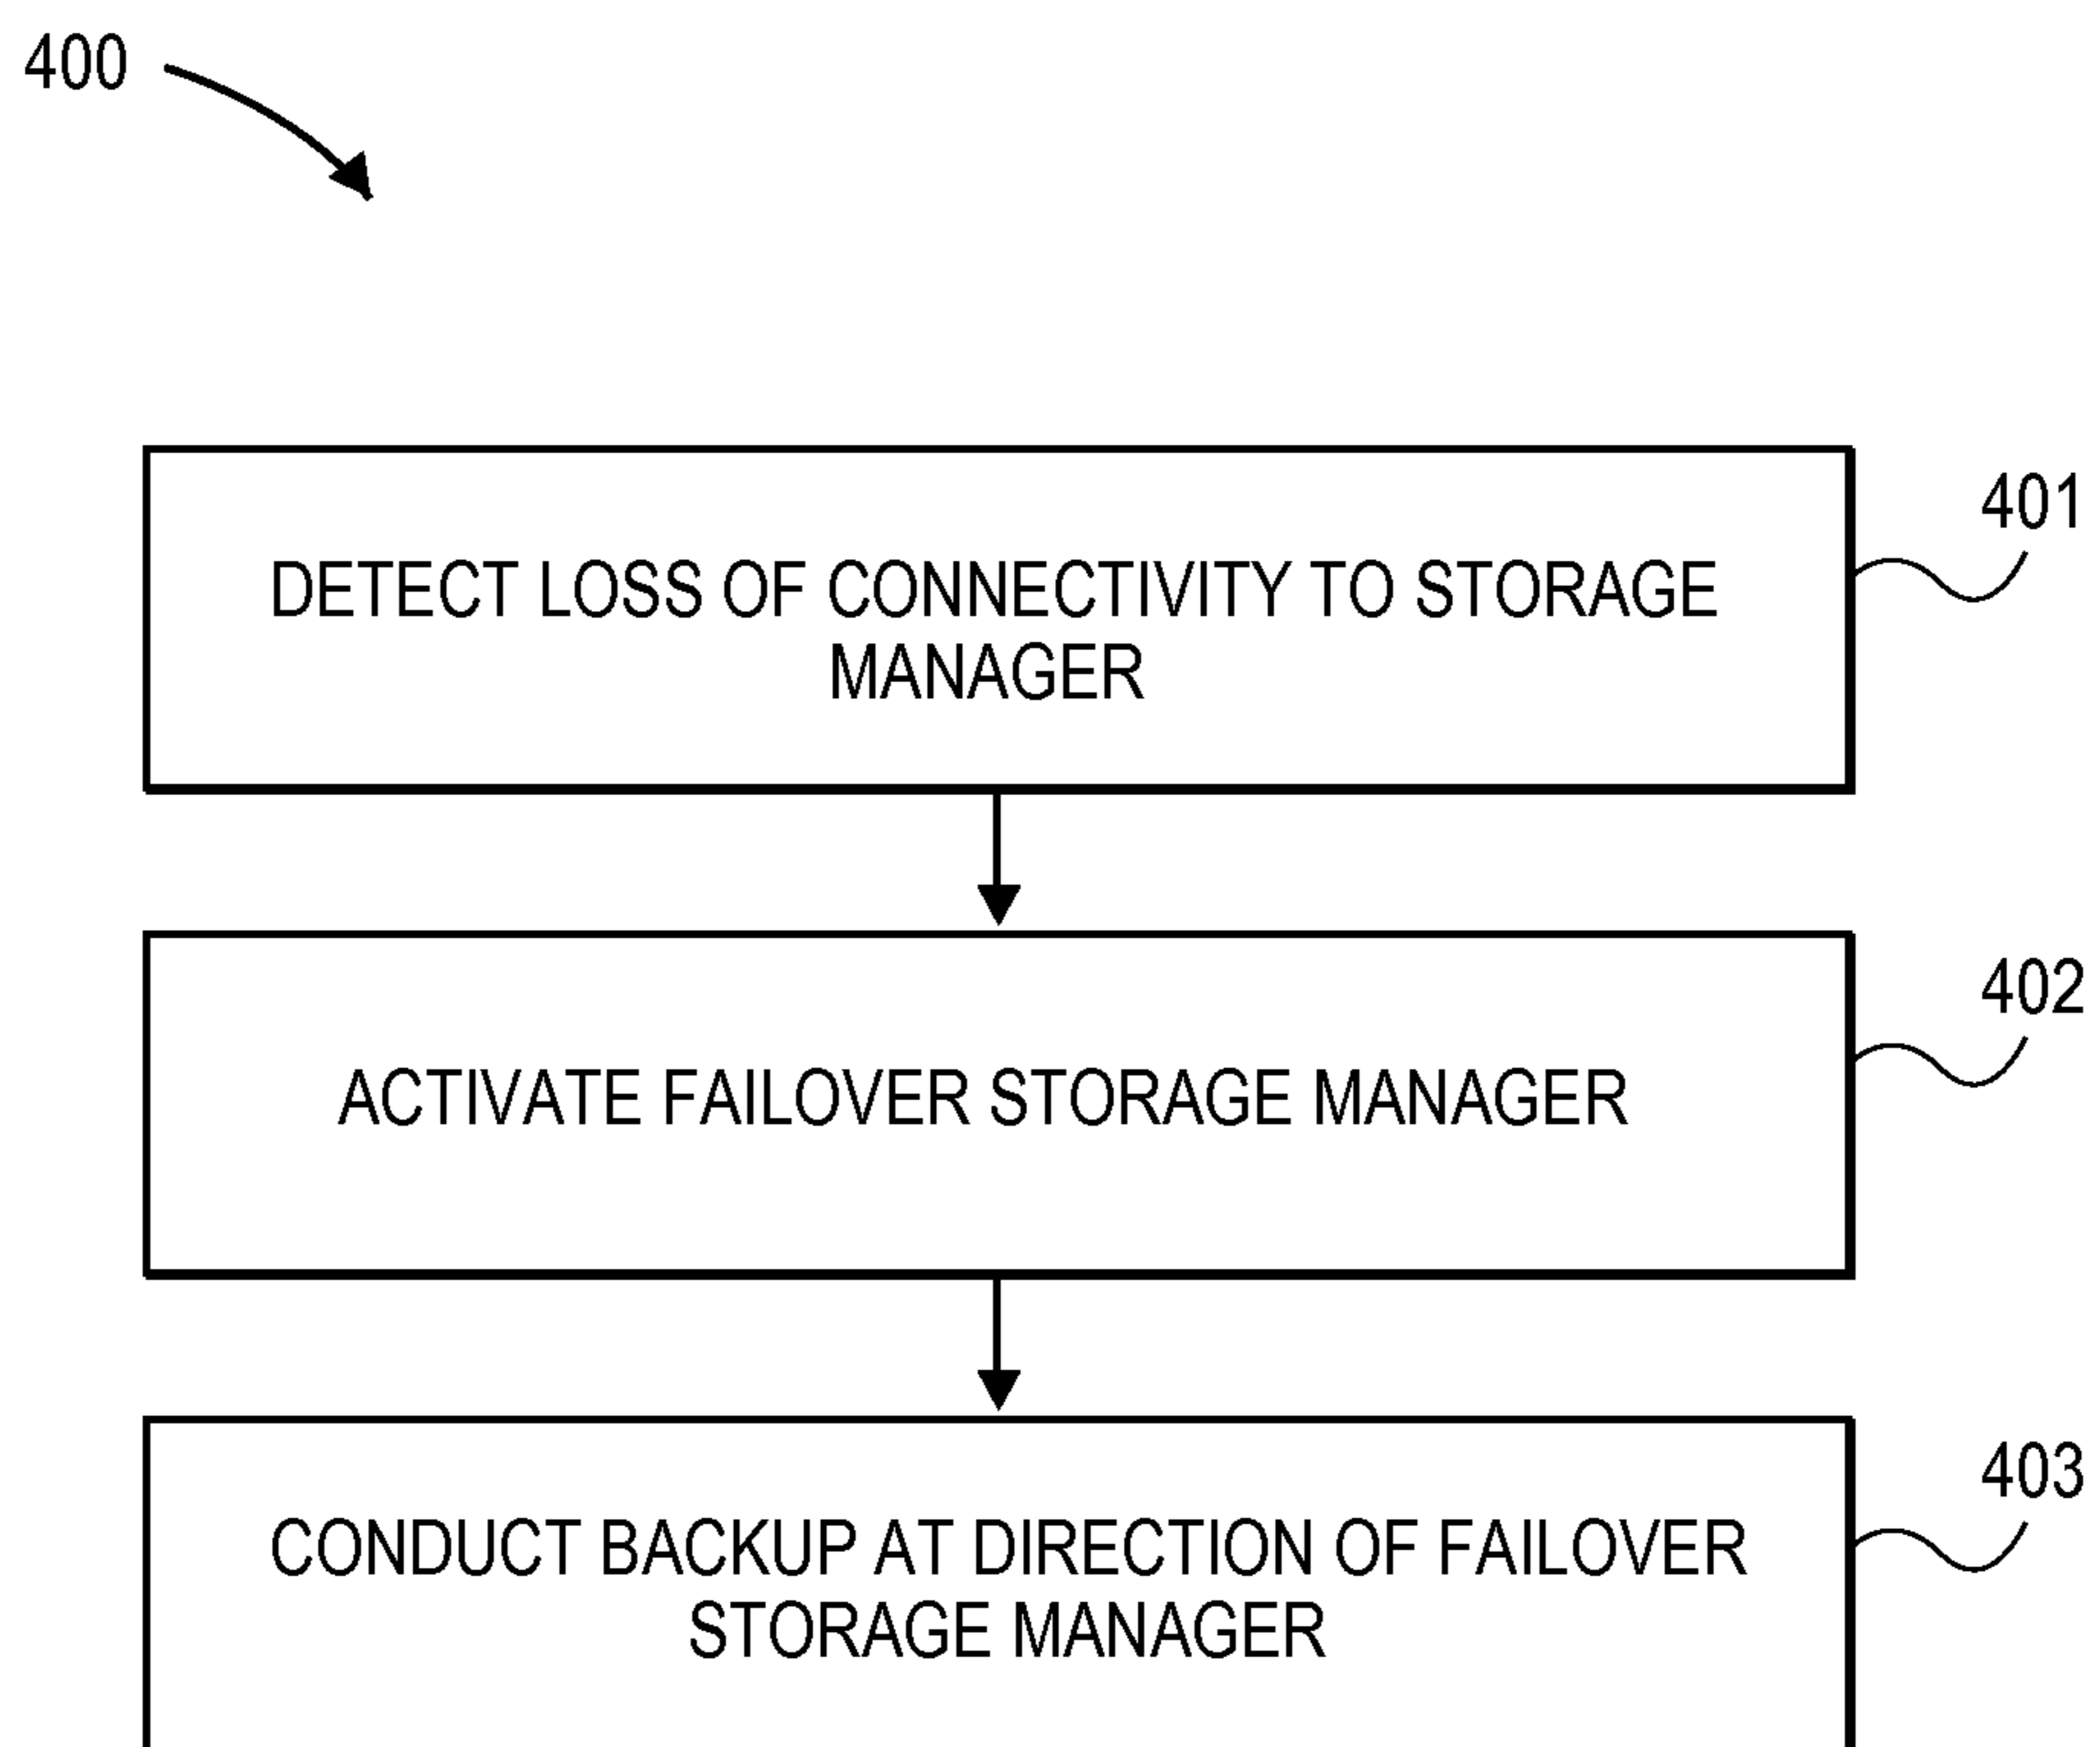 400
401
DETECT LOSS OF CONNECTIVITY TO STORAGE
MANAGER
402
ACTIVATE FAILOVER STORAGE MANAGER
403
CONDUCT BACKUP AT DIRECTION OF FAILOVER
STORAGE MANAGER